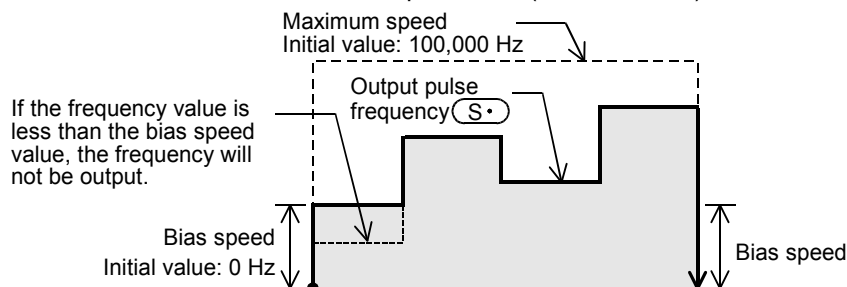 Maximum speed
Initial value: 100,000 Hz
Output pulse
frequency S·
If the frequency value is
less than the bias speed
value, the frequency will
not be output.
Bias speed
Initial value: 0 Hz
Bias speed